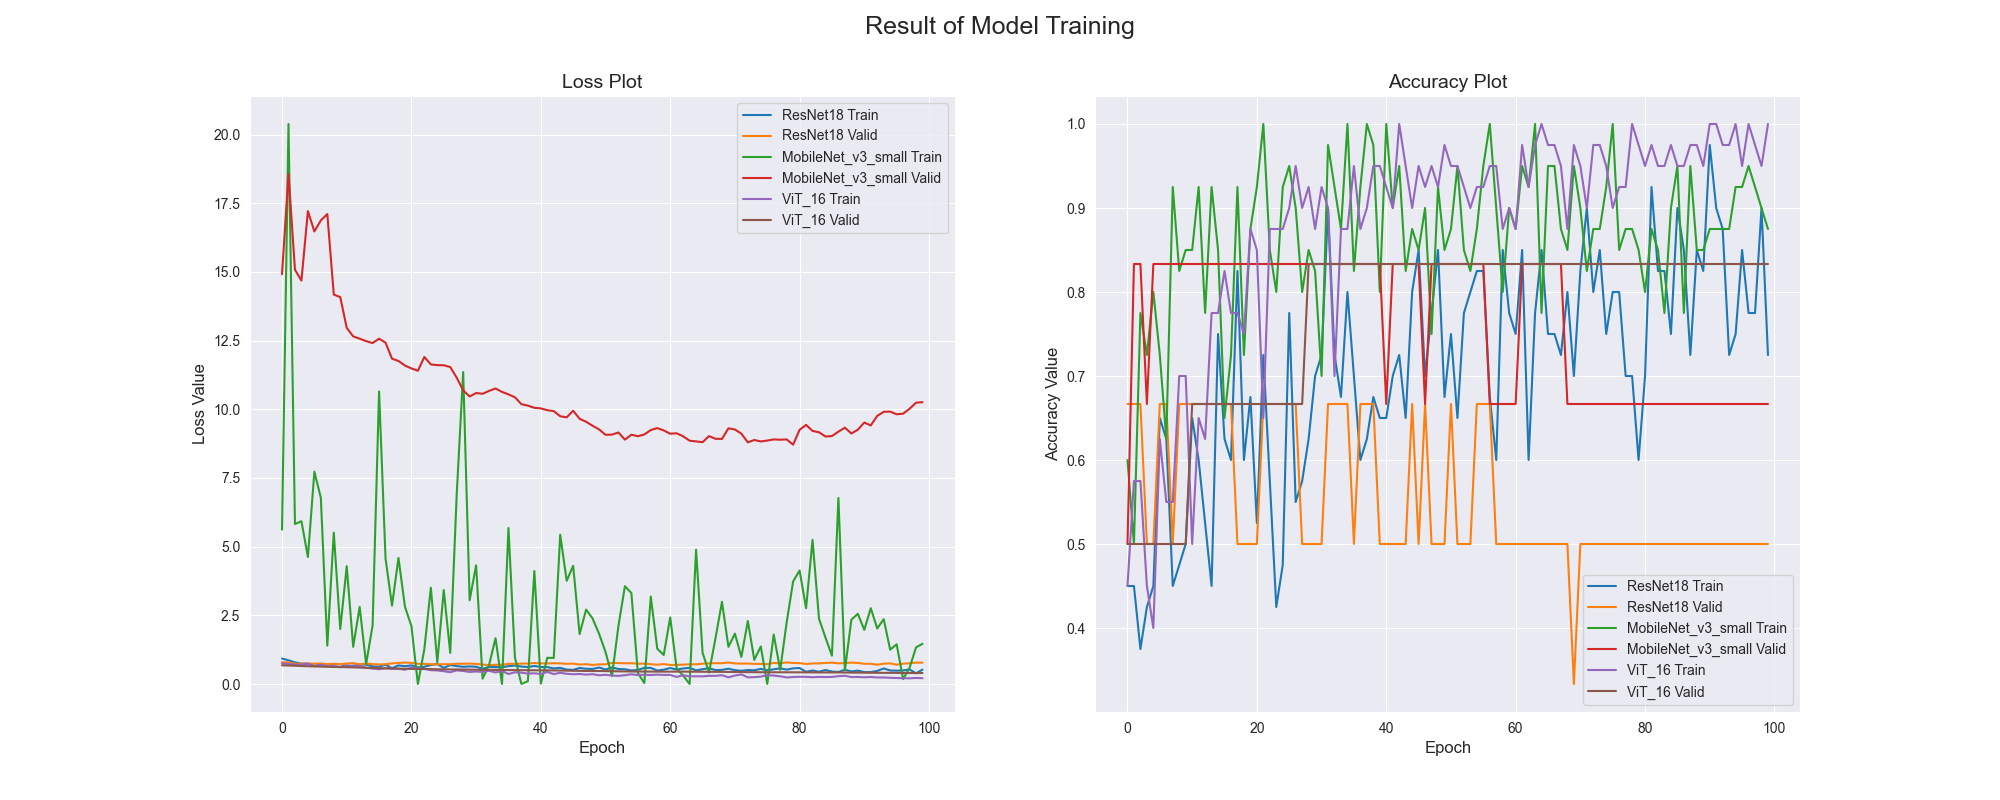 Result of Model Training
Loss Plot
Loss Value
20.0
17.5
15.0
12.5
10.0
7.5
5.0
2.5
0.0
0 20 40 60 80 100
Epoch
ResNet18 Train
ResNet18 Valid
MobileNet_v3_small Train
MobileNet_v3_small Valid
ViT_16 Train
ViT_16 Valid
Accuracy Plot
Accuracy Value
1.0
0.9
0.8
0.7
0.6
0.5
0.4
0 20 40 60 80 100
Epoch
ResNet18 Train
ResNet18 Valid
MobileNet_v3_small Train
MobileNet_v3_small Valid
ViT_16 Train
ViT_16 Valid